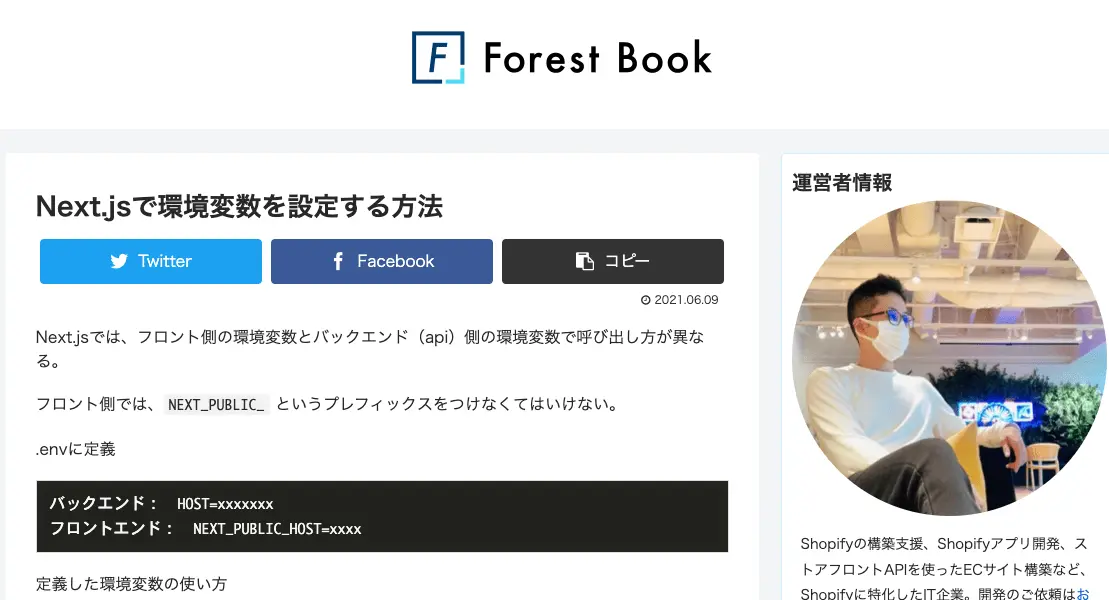 F Forest Book
Next.jsで環境変数を設定する方法
Twitter
Facebook
コピー
2021.06.09
Next.jsでは、フロント側の環境変数とバックエンド（api）側の環境変数で呼び出し方が異な
る。
フロント側では、 NEXT_PUBLIC_ というプレフィックスをつけなくてはいけない。
.envに定義
バックエンド： HOST=xxxxxxx
フロントエンド： NEXT_PUBLIC_HOST=xxxx
定義した環境変数の使い方
運営者情報
Shopifyの構築支援、Shopifyアプリ開発、ス
トアフロントAPIを使ったECサイト構築など、
Shopifyに特化したIT企業。開発のご依頼はお